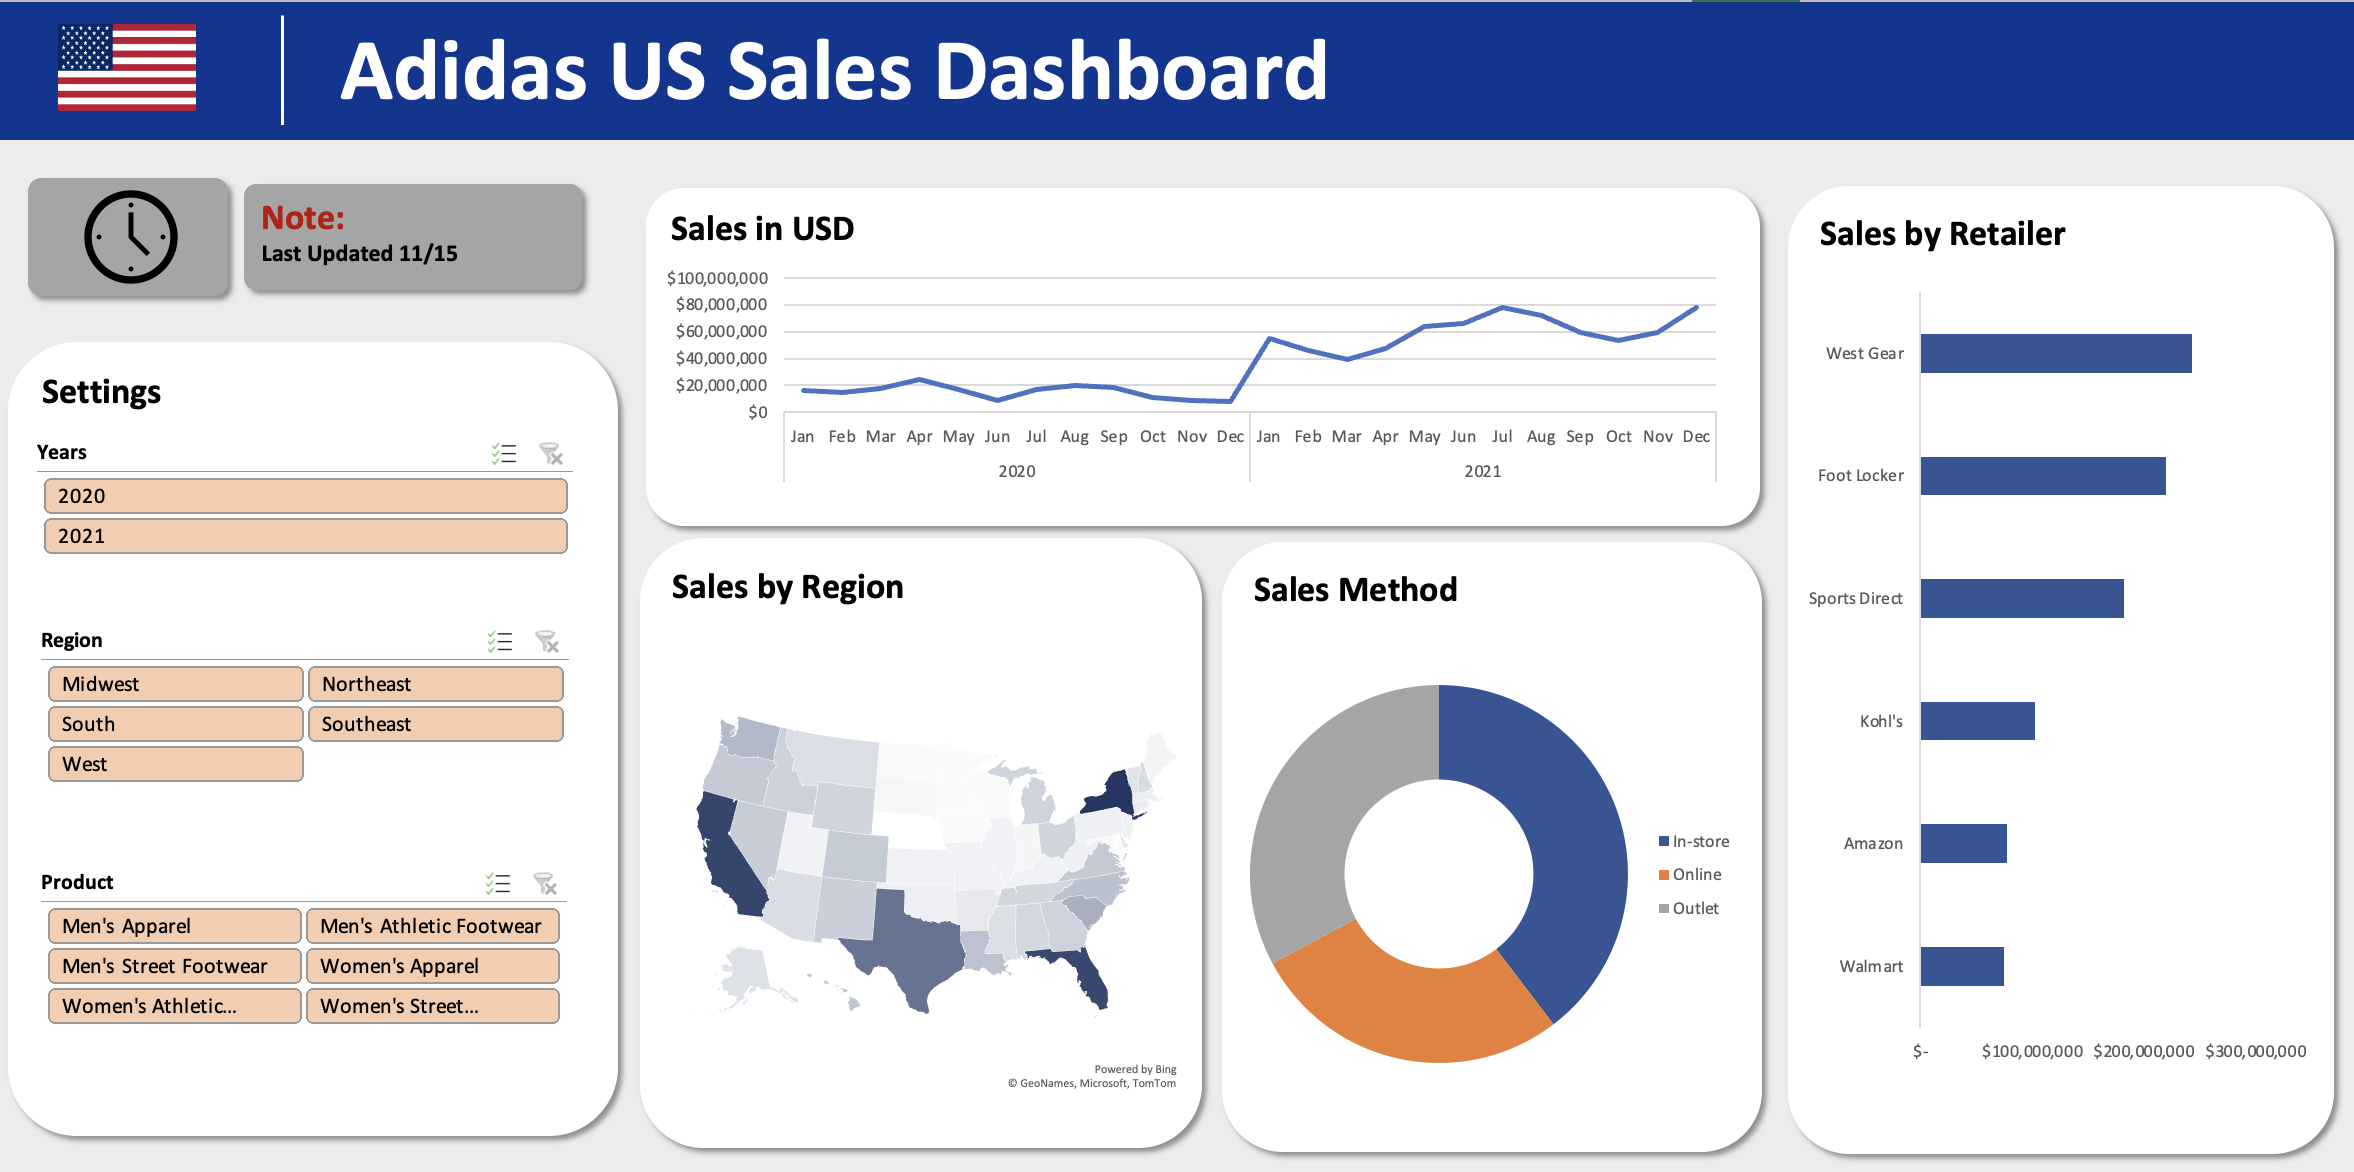 Adidas US Sales Dashboard
Note:
Last Updated 11/15
Settings
Years
2020
2021
Region
Midwest
Northeast
South
Southeast
West
Product
Men's Apparel
Men's Athletic Footwear
Men's Street Footwear
Women's Apparel
Women's Athletic...
Women's Street...
Sales in USD
$100,000,000
$80,000,000
$60,000,000
$40,000,000
$20,000,000
$0
Jan Feb Mar Apr May Jun Jul Aug Sep Oct Nov Dec Jan Feb Mar Apr May Jun Jul Aug Sep Oct Nov Dec
2020 2021
Sales by Region
Powered by Bing
© GeoNames, Microsoft, TomTom
Sales Method
In-store
Online
Outlet
Sales by Retailer
West Gear
Foot Locker
Sports Direct
Kohl's
Amazon
Walmart
$- $100,000,000 $200,000,000 $300,000,000